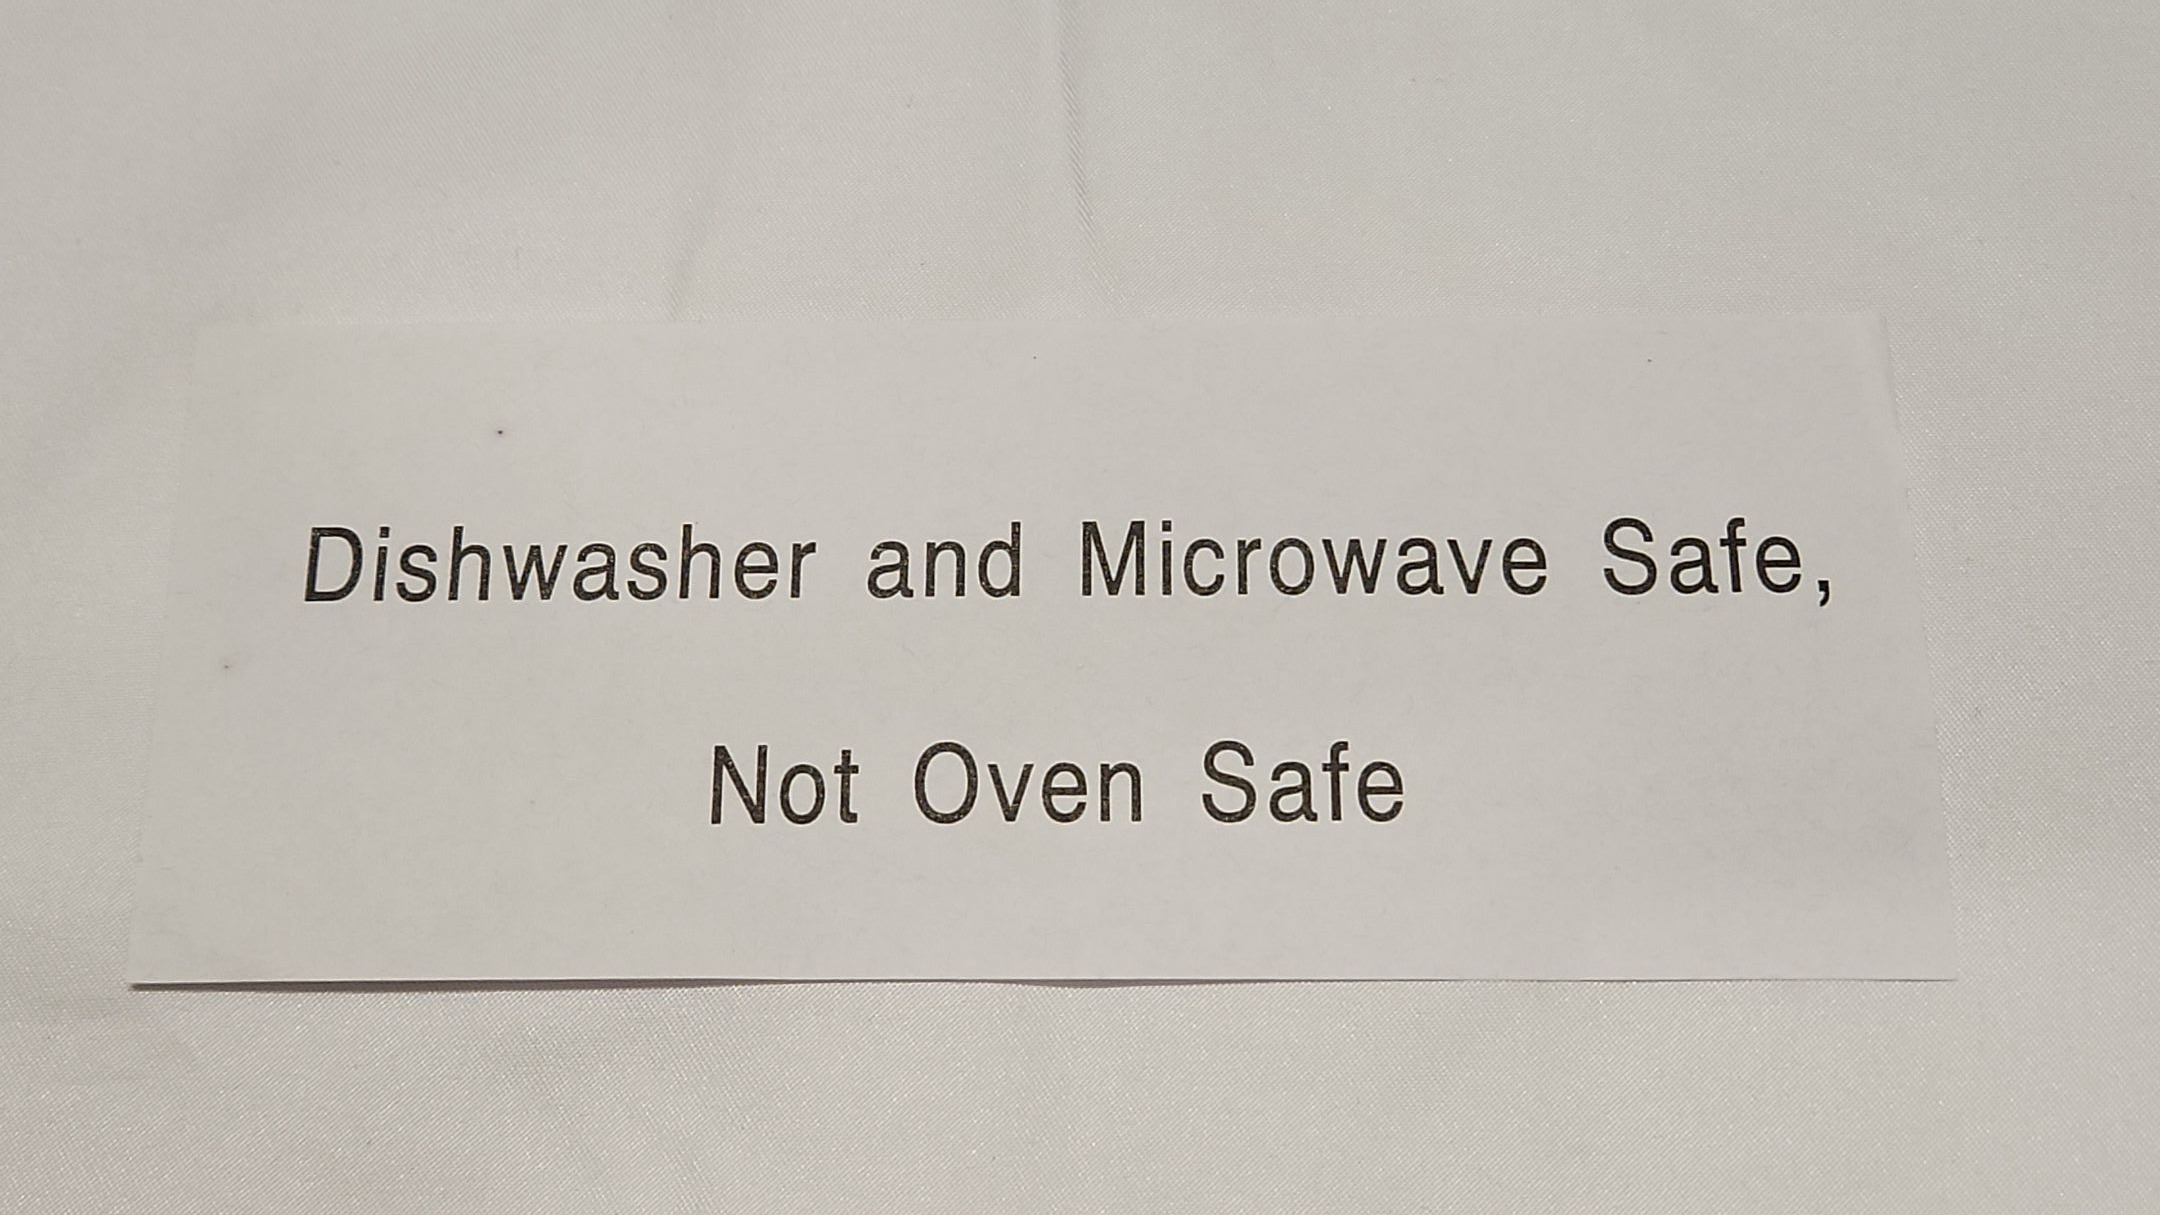 Dishwasher and Microwave Safe,
Not Oven Safe